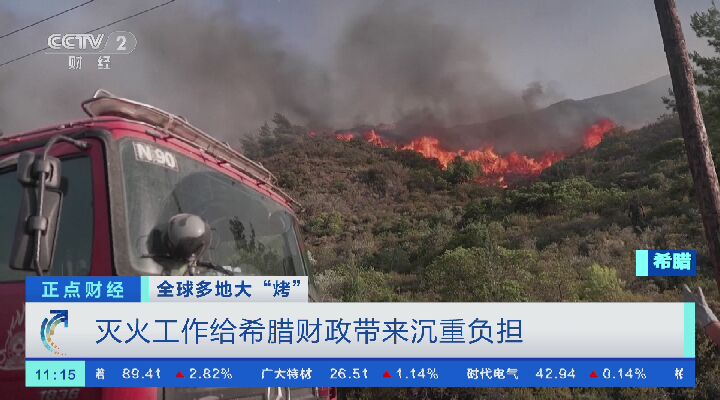 CCTV 2
财经
N.90
希腊
正点财经 全球多地大“烤”
灭火工作给希腊财政带来沉重负担
11:15 89.41 ▲ 2.82% 广大特材 26.51 ▲ 1.14% 时代电气 42.94 ▲ 0.14%